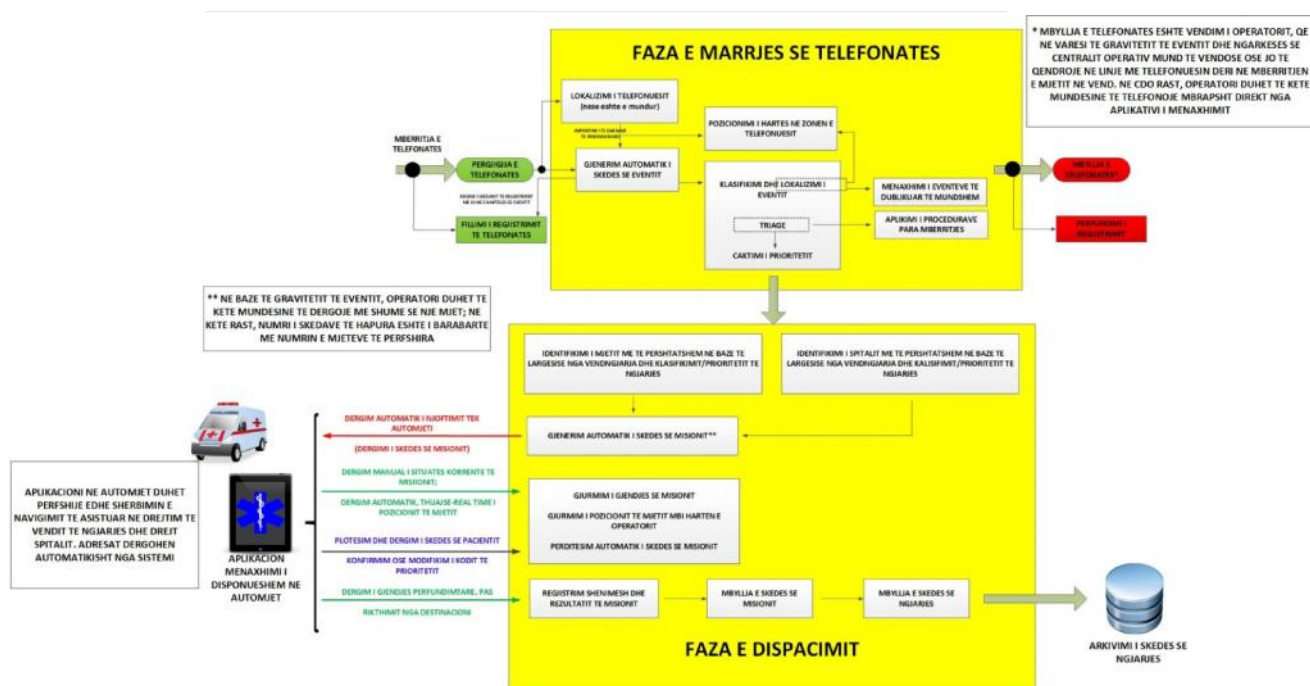 FAZA E MARRJES SE TELEFONATES
* MBYLLJA E TELEFONATES ESHTE VENDIM I OPERATORIT, QE
NE VARESI TE GRAVITETIT TE EVENTIT DHE NGARKESES SE
CENTRALIT OPERATIV MUND TE VENDOSE OSE JO TE
QENDROJE NE LINJE ME TELEFONUESIN DERI NE MBERRITJEN
E MJETIT NE VEND. NE CDO RAST, OPERATORI DUHET TE KETE
MUNDESINE TE TELEFONOJE MBRAPSHT DIREKT NGA
APLIKATIVI I MENAXHIMIT
LOKALIZIMI I TELEFONUESIT
(nese eshte e mundur)
POZICIONIMI I HARTES NE ZONEN E
TELEFONUESIT
MBERRITJA E
TELEFONATES
PERGJIGJA E
TELEFONATES
GJENERIM AUTOMATIK I
SKEDES SE EVENTIT
KLASIFIKIMI DHE LOKALIZIMI I
EVENTIT
MENAXHIMI I EVENTEVE TE
DUBLIKUAR TE MUNDSHEM
MBYLLJA E
TELEFONATES*
FILLIMI I REGJISTRIMIT
TE TELEFONATES
TRIAGE
APLIKIMI I PROCEDURAVE
PARA MBERRITJES
PERFUNDIMI I
REGJISTRIMIT
CAKTIMI I PRIORITETIT
** NE BAZE TE GRAVITETIT TE EVENTIT, OPERATORI DUHET TE
KETE MUNDESINE TE DERGOJE ME SHUME SE NJE MJET; NE
KETE RAST, NUMRI I SKEDAVE TE HAPURA ESHTE I BARABARTE
ME NUMRIN E MJETEVE TE PERFSHIRA
IDENTIFIKIMI I MJETIT ME TE PERSHTATSHEM NE BAZE TE
LARGESISE NGA VENDNGJARJA DHE KLASIFIKIMIT/PRIORITETIT TE
NGJARJES
IDENTIFIKIMI I SPITALIT ME TE PERSHTATSHEM NE BAZE TE
LARGESISE NGA VENDNGJARJA DHE KALISIFIMIT/PRIORITETIT TE
NGJARJES
DERGIM AUTOMATIK I NJOFTIMIT TEK
AUTOMJETI
(DERGIMI I SKEDES SE MISIONIT)
GJENERIM AUTOMATIK I SKEDES SE MISIONIT**
DERGIM MANUAL I SITUATES KORRENTE TE
MISIONIT;
DERGIM AUTOMATIK, THUAJSE-REAL TIME I
POZICIONIT TE MJETIT
APLIKACIONI NE AUTOMJET DUHET
PERFSHIJE EDHE SHERBIMIN E
NAVIGIMIT TE ASISTUAR NE DREJTIM TE
VENDIT TE NGJARJES DHE DREJT
SPITALIT. ADRESAT DERGOHEN
AUTOMATIKISHT NGA SISTEMI
GJURMIM I GJENDJES SE MISIONIT
GJURMIM I POZICIONIT TE MJETIT MBI HARTEN E
OPERATORIT
PERDITESIM AUTOMATIK I SKEDES SE MISIONIT
PLOTESIM DHE DERGIM I SKEDES SE PACIENTIT
KONFIRMIM OSE MODIFIKIM I KODIT TE
PRIORITETIT
APLIKACION
MENAXHIMI I
DISPONUESHEM NE
AUTOMJET
DERGIM I GJENDJES PERFUNDIMTARE, PAS
RIKTHIMIT NGA DESTINACIONI
REGJISTRIM SHENIMESH DHE
REZULTATIT TE MISIONIT
MBYLLJA E SKEDES SE
MISIONIT
MBYLLJA E SKEDES SE
NGJARJES
FAZA E DISPACIMIT
ARKIVIMI I SKEDES SE
NGJARJES